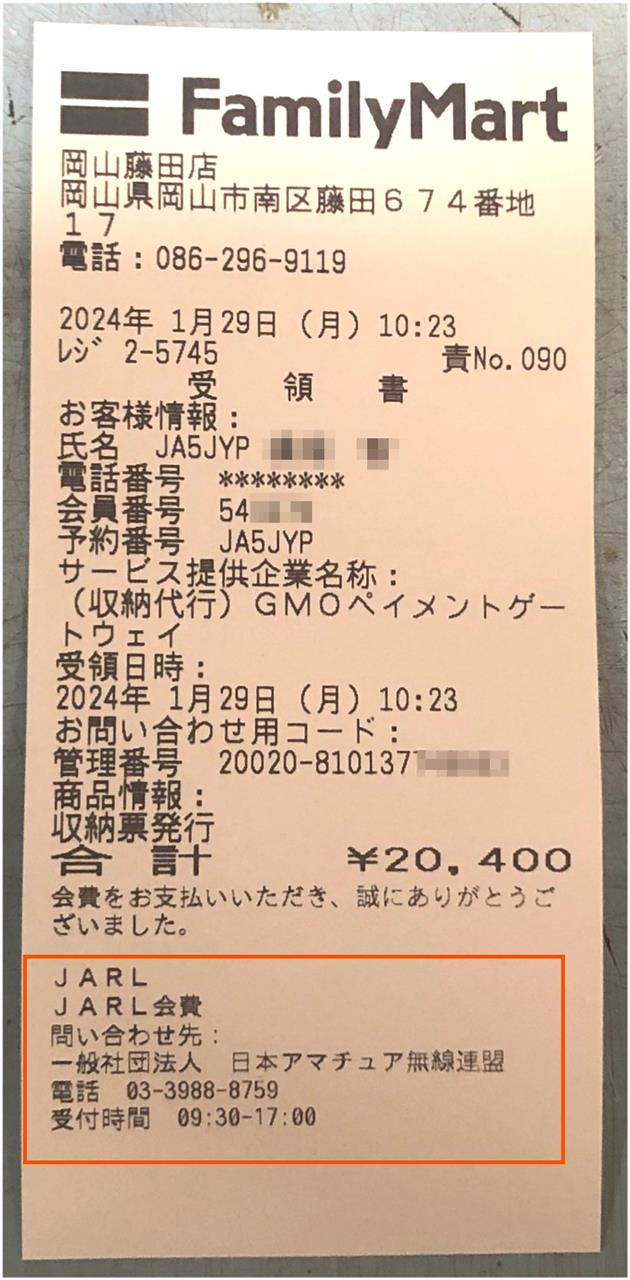 FamilyMart
岡山藤田店
岡山県岡山市南区藤田674番地
17
電話：086-296-9119
2024年 1月29日（月）10:23
ﾚｼﾞ 2-5745 責No.090
受 領 書
お客様情報：
氏名 JA5JYP
電話番号 ********
会員番号 54
予約番号 JA5JYP
サービス提供企業名称：
（収納代行）GMOペイメントゲー
トウェイ
受領日時：
2024年 1月29日（月）10:23
お問い合わせ用コード：
管理番号 20020-810137
商品情報：
収納票発行
合 計 ¥20,400
会費をお支払いいただき、誠にありがとうご
ざいました。
JARL
JARL会費
問い合わせ先：
一般社団法人 日本アマチュア無線連盟
電話 03-3988-8759
受付時間 09:30-17:00